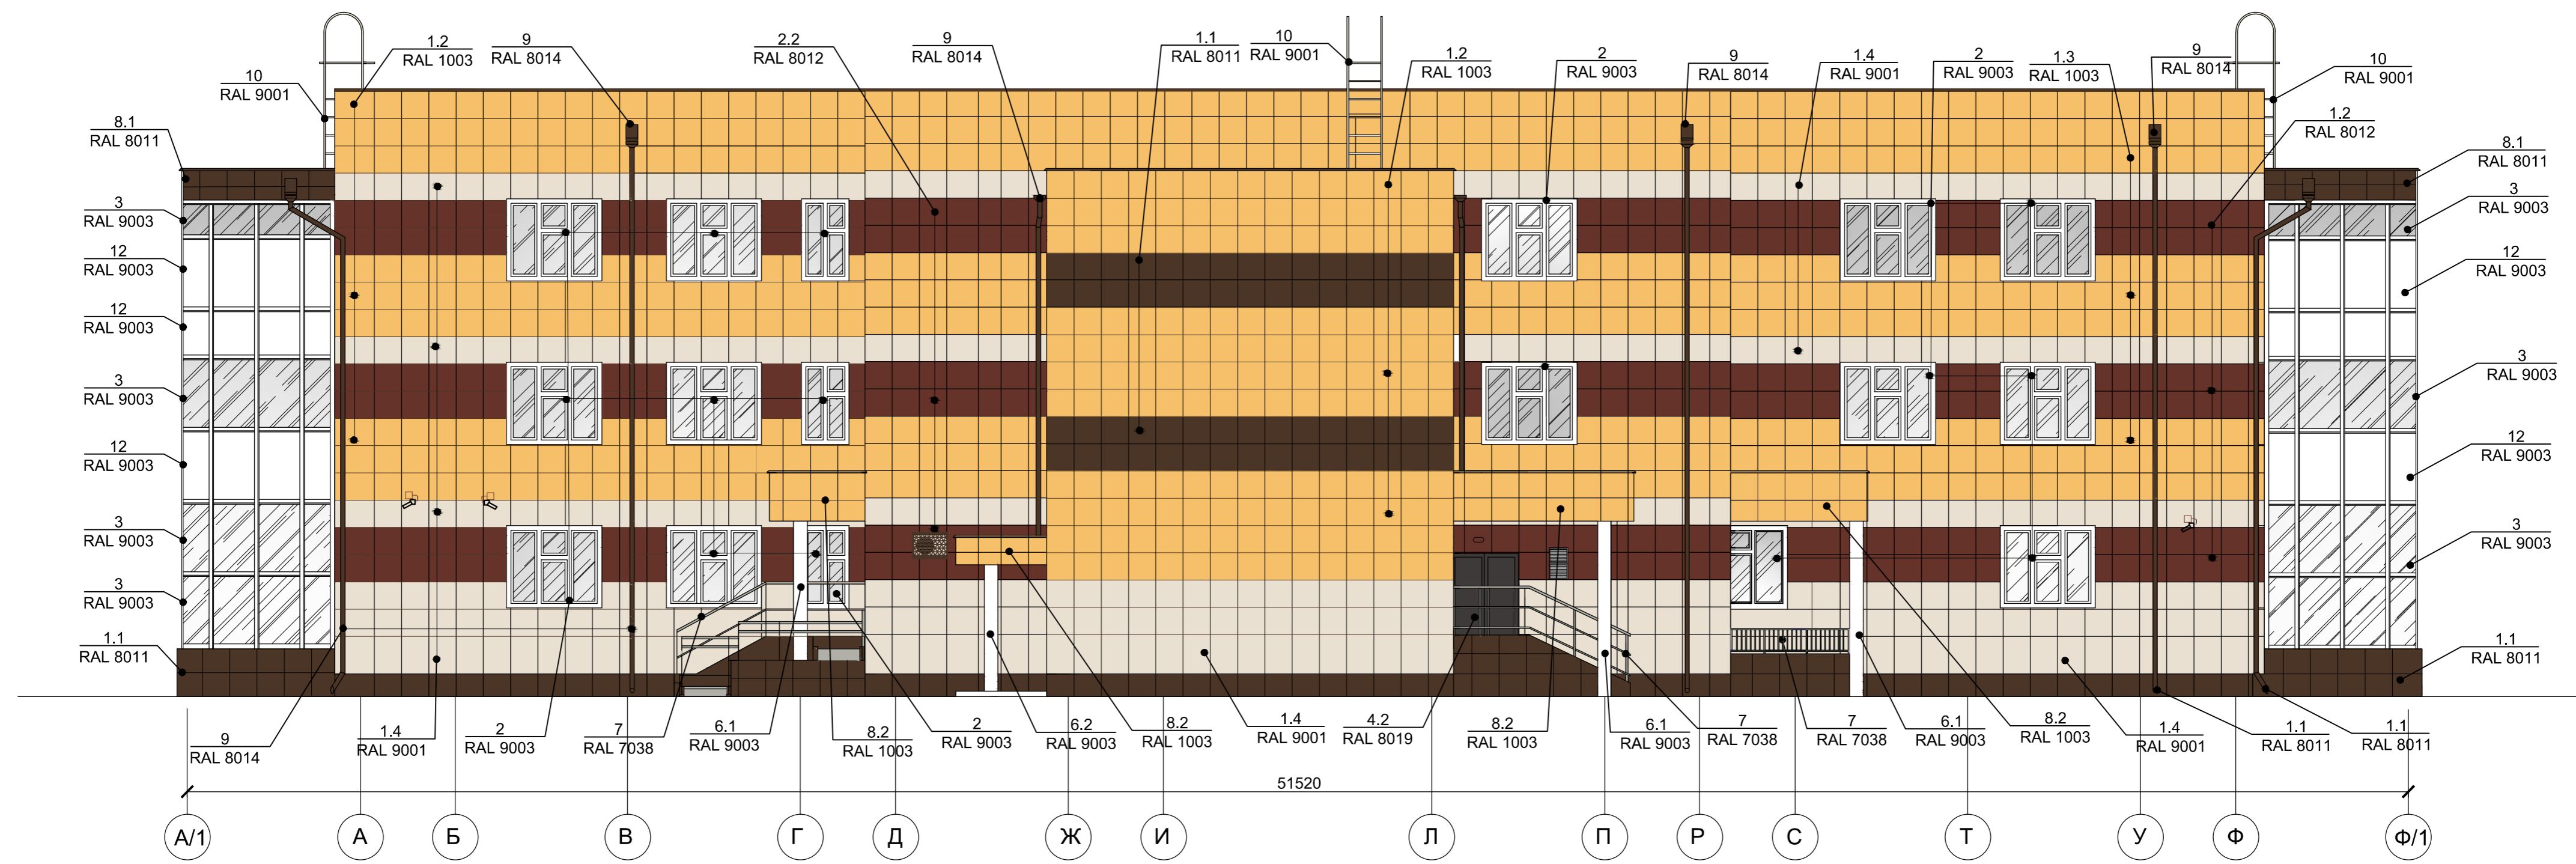 1.2
RAL 1003
9
RAL 8014
2.2
RAL 8012
9
RAL 8014
1.1
RAL 8011
10
RAL 9001
1.2
RAL 1003
2
RAL 9003
9
RAL 8014
1.4
RAL 9001
2
RAL 9003
1.3
RAL 1003
9
RAL 8014
10
RAL 9001
10
RAL 9001
1.2
RAL 8012
8.1
RAL 8011
8.1
RAL 8011
3
RAL 9003
3
RAL 9003
12
RAL 9003
12
RAL 9003
12
RAL 9003
3
RAL 9003
3
RAL 9003
12
RAL 9003
12
RAL 9003
3
RAL 9003
3
RAL 9003
3
RAL 9003
1.1
RAL 8011
1.1
RAL 8011
9
RAL 8014
1.4
RAL 9001
2
RAL 9003
7
RAL 7038
6.1
RAL 9003
8.2
RAL 1003
2
RAL 9003
6.2
RAL 9003
8.2
RAL 1003
1.4
RAL 9001
4.2
RAL 8019
8.2
RAL 1003
6.1
RAL 9003
7
RAL 7038
7
RAL 7038
6.1
RAL 9003
8.2
RAL 1003
1.4
RAL 9001
1.1
RAL 8011
1.1
RAL 8011
51520
А/1
А
Б
В
Г
Д
Ж
И
Л
П
Р
С
Т
У
Ф
Ф/1